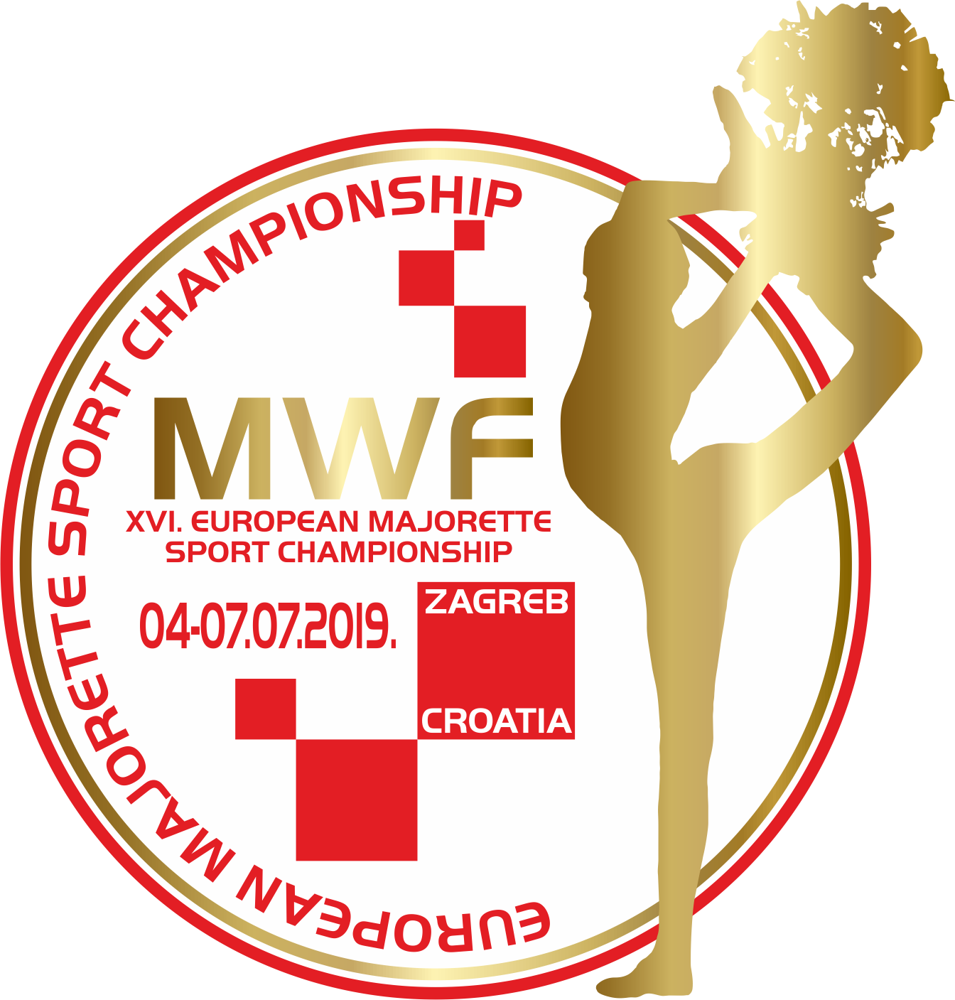 EUROPEAN MAJORETTE SPORT CHAMPIONSHIP
MWF
XVI. EUROPEAN MAJORETTE
SPORT CHAMPIONSHIP
04-07.07.2019.
ZAGREB
CROATIA